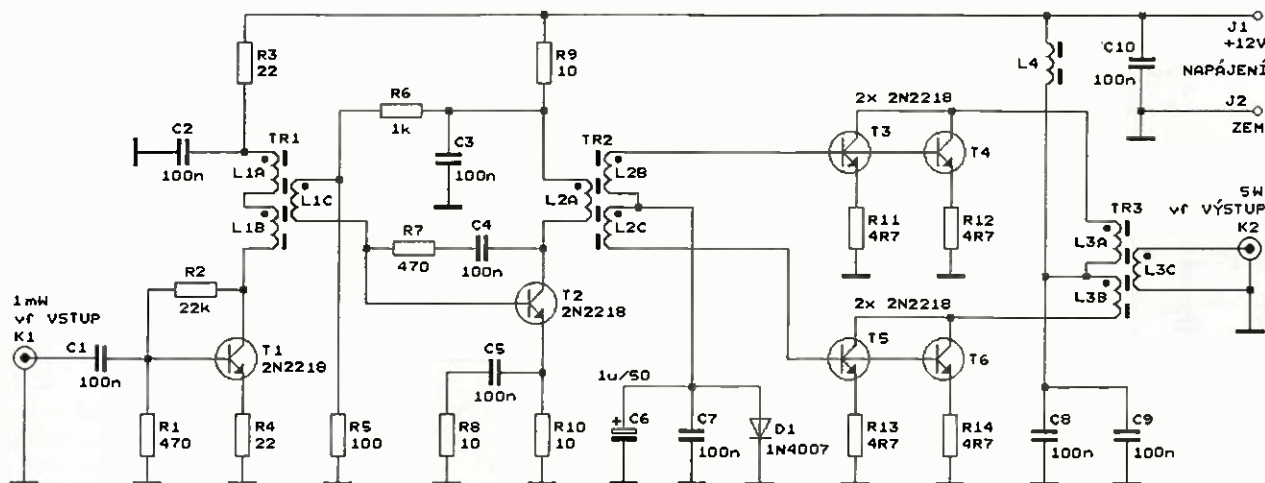 R3
22
R9
10
L4
C10
100n
J1
+12V
NAPÁJENÍ
J2
ZEM
R6
1k
C2
100n
TR1
L1A
L1B
L1C
C3
100n
TR2
L2A
L2B
L2C
2x 2N2218
T3
T4
R11
4R7
R12
4R7
5W
vf VÝSTUP
K2
TR3
L3A
L3B
L3C
R7
470
C4
100n
R2
22k
T2
2N2218
2x 2N2218
T5
T6
1mW
vf VSTUP
K1
C1
100n
T1
2N2218
C5
100n
1u/50
R1
470
R4
22
R5
100
R8
10
R10
10
+
C6
C7
100n
D1
1N4007
R13
4R7
R14
4R7
C8
100n
C9
100n